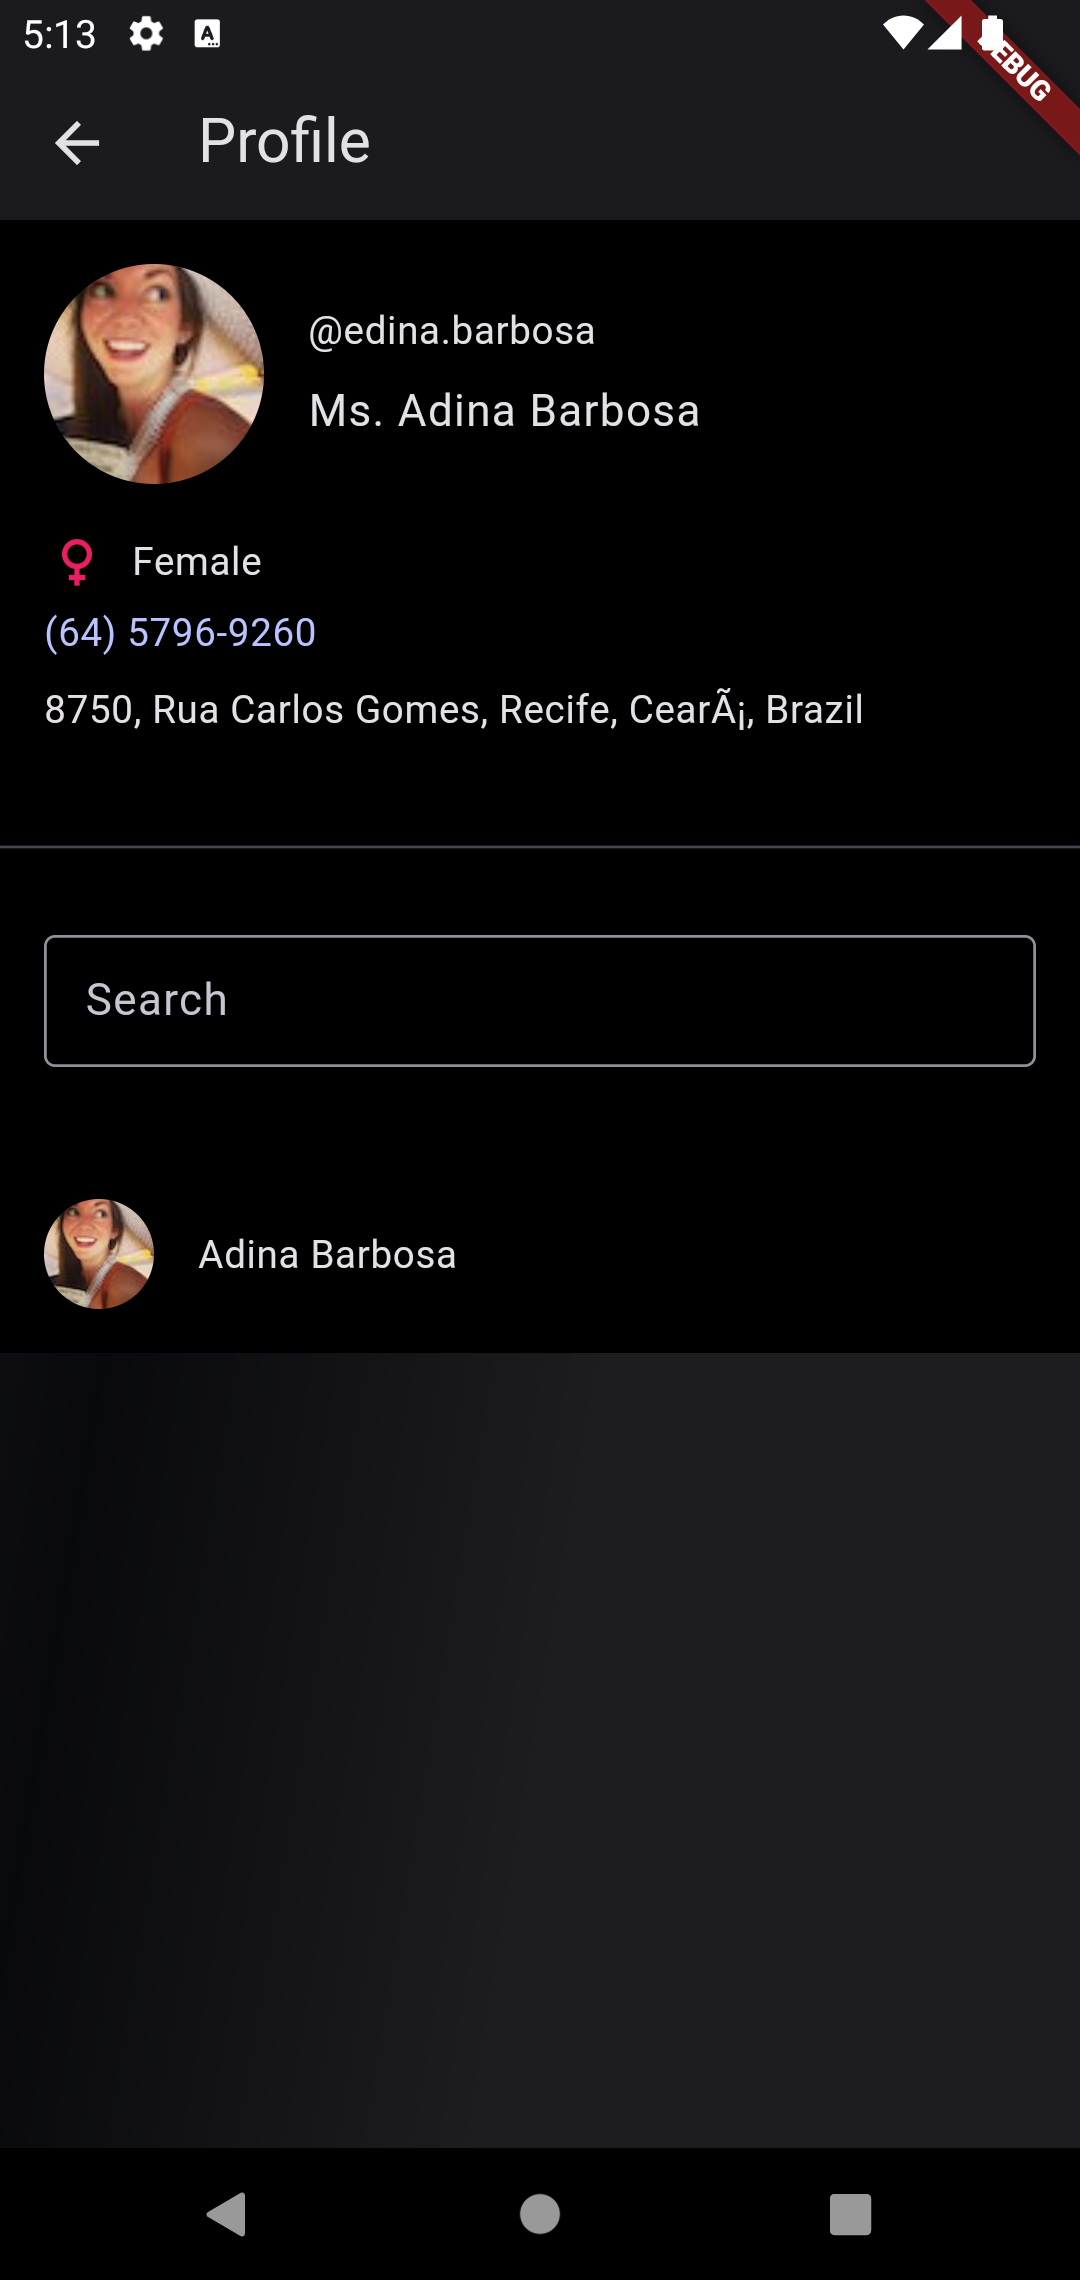 5:13
DEBUG
Profile
@edina.barbosa
Ms. Adina Barbosa
Female
(64) 5796-9260
8750, Rua Carlos Gomes, Recife, CearÃ¡, Brazil
Search
Adina Barbosa